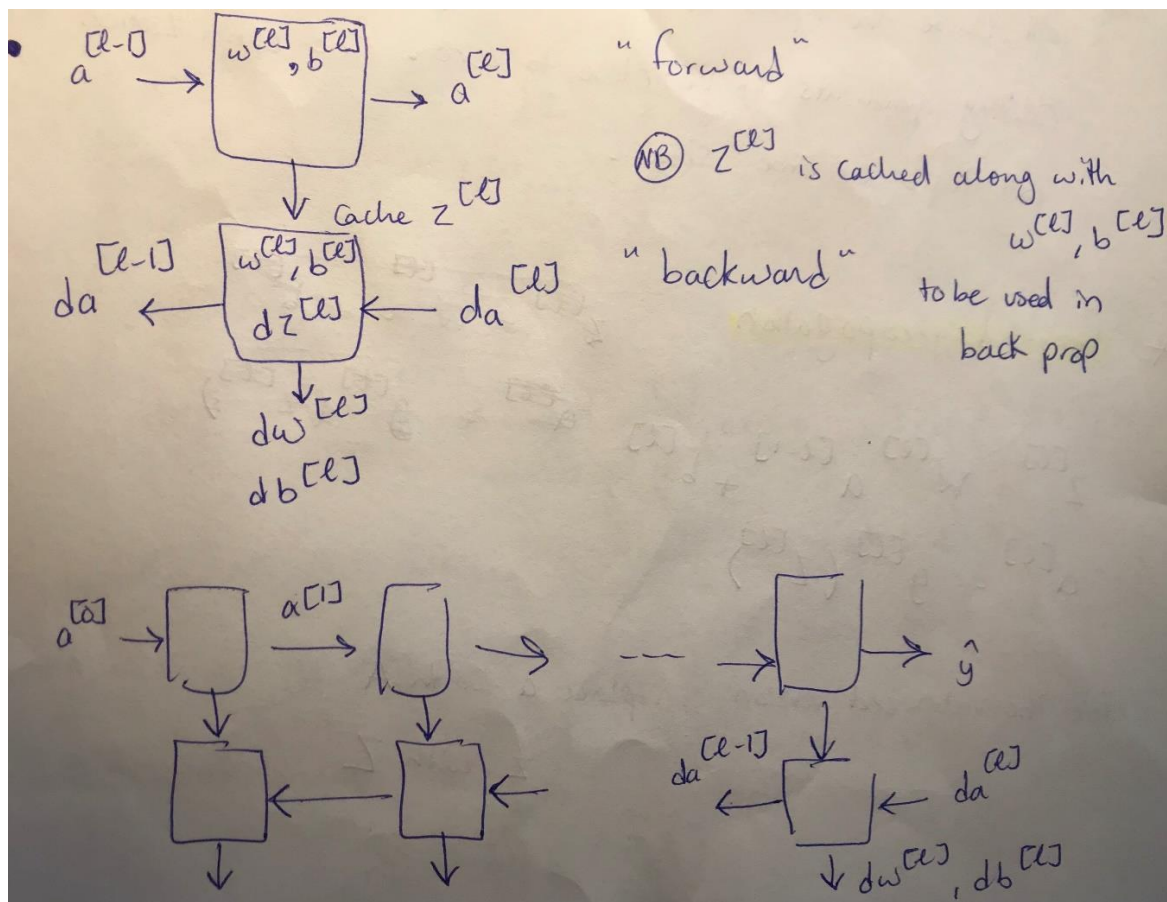 a^[l-1]
w^[l], b^[l]
a^[l]
"forward"
NB z^[l] is cached along with
w^[l], b^[l]
to be used in
back prop
cache z^[l]
da^[l-1]
w^[l], b^[l]
dz^[l]
da^[l]
"backward"
dw^[l]
db^[l]
a^[0]
a^[1]
----
ŷ
da^[l-1]
da^[l]
dw^[l], db^[l]